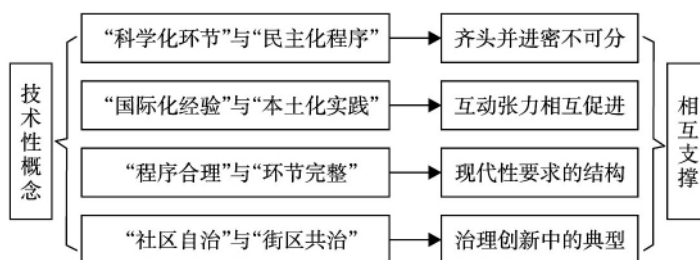 技术性概念
“科学化环节”与“民主化程序”
齐头并进密不可分
“国际化经验”与“本土化实践”
互动张力相互促进
“程序合理”与“环节完整”
现代性要求的结构
“社区自治”与“街区共治”
治理创新中的典型
相互支撑